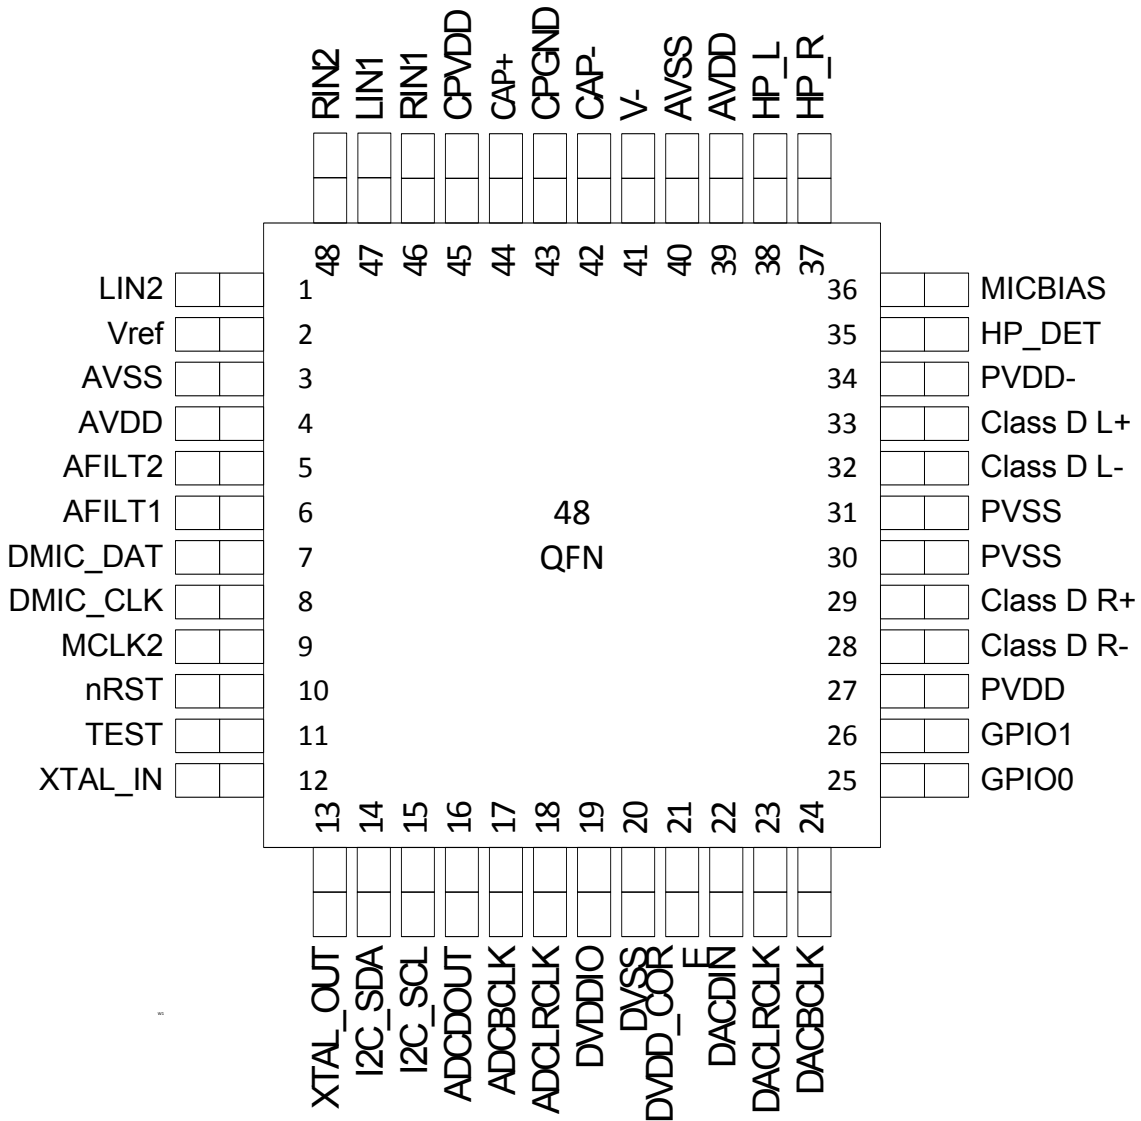 RIN2
LIN1
RIN1
CPVDD
CAP+
CPGND
CAP-
V-
AVSS
AVDD
HP_L
HP_R
48
47
46
45
44
43
42
41
40
39
38
37
LIN2 1
Vref 2
AVSS 3
AVDD 4
AFILT2 5
AFILT1 6
DMIC_DAT 7
DMIC_CLK 8
MCLK2 9
nRST 10
TEST 11
XTAL_IN 12
48
QFN
36 MICBIAS
35 HP_DET
34 PVDD-
33 Class D L+
32 Class D L-
31 PVSS
30 PVSS
29 Class D R+
28 Class D R-
27 PVDD
26 GPIO1
25 GPIO0
13
14
15
16
17
18
19
20
21
22
23
24
XTAL_OUT
I2C_SDA
I2C_SCL
ADCDOUT
ADCBCLK
ADCLRCLK
DVDDIO
DVSS
DVDD_COR
E
DACDIN
DACLRCLK
DACBCLK